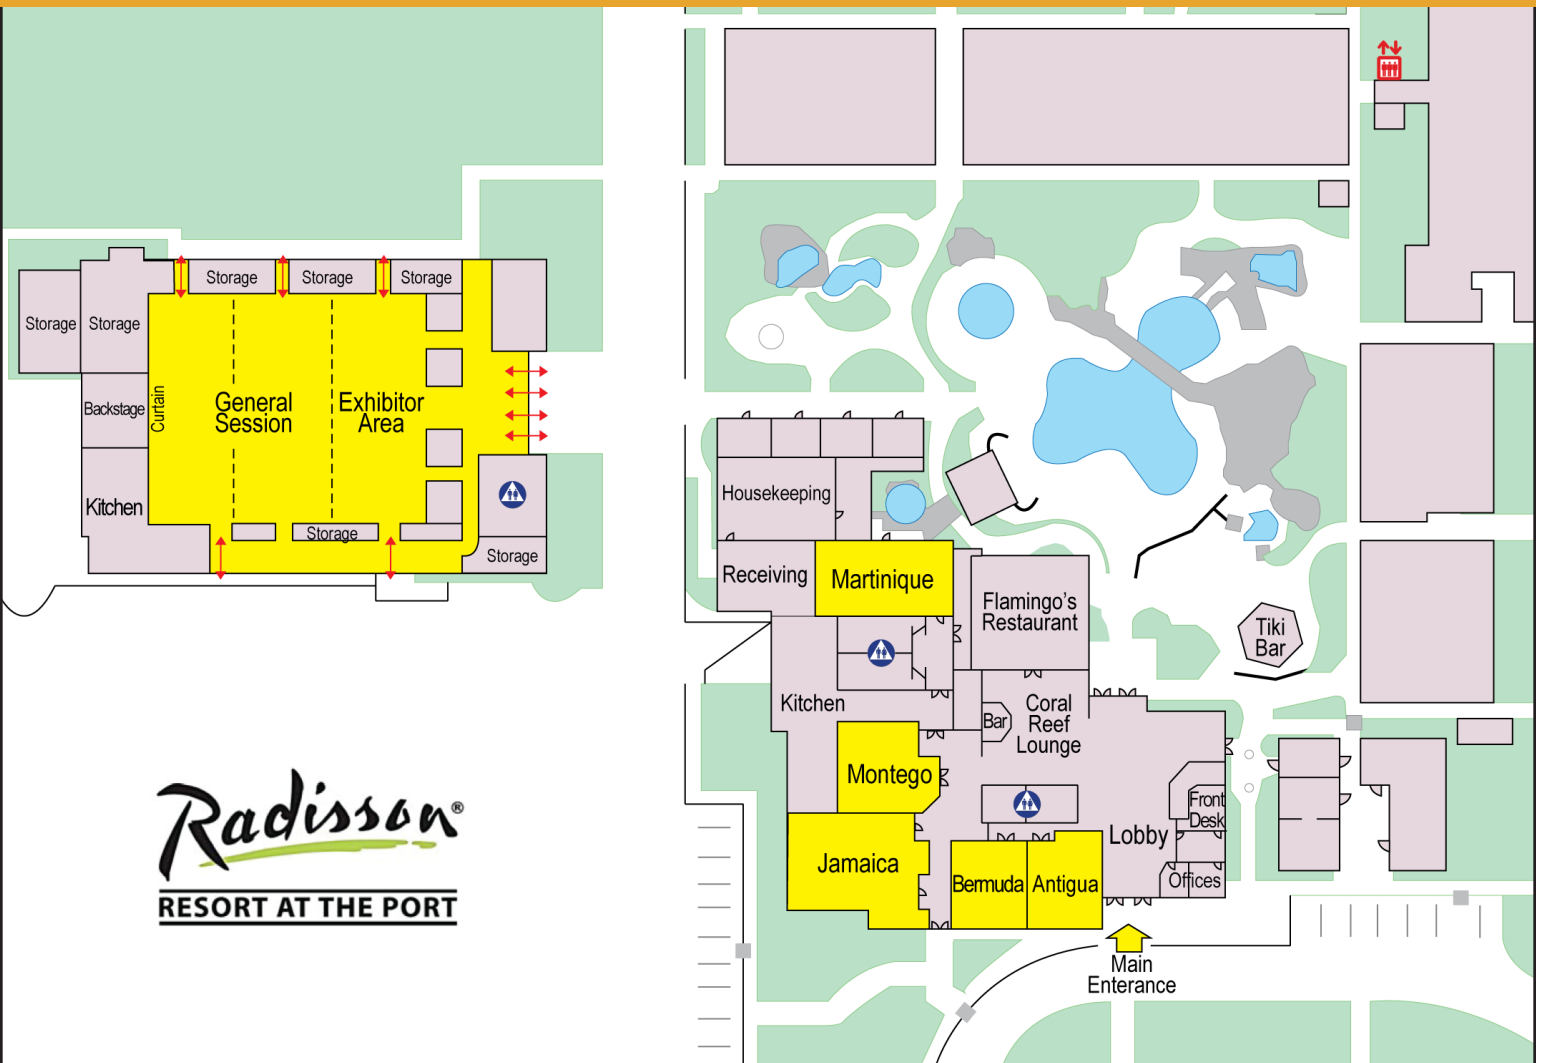 Storage
Storage
Storage
Storage
Storage
Backstage
Curtain
General
Session
Exhibitor
Area
Kitchen
Storage
Storage
Housekeeping
Receiving
Martinique
Flamingo's
Restaurant
Tiki
Bar
Kitchen
Bar
Coral
Reef
Lounge
Montego
Front
Desk
Lobby
Jamaica
Bermuda
Antigua
Offices
Main
Enterance
Radisson®
RESORT AT THE PORT